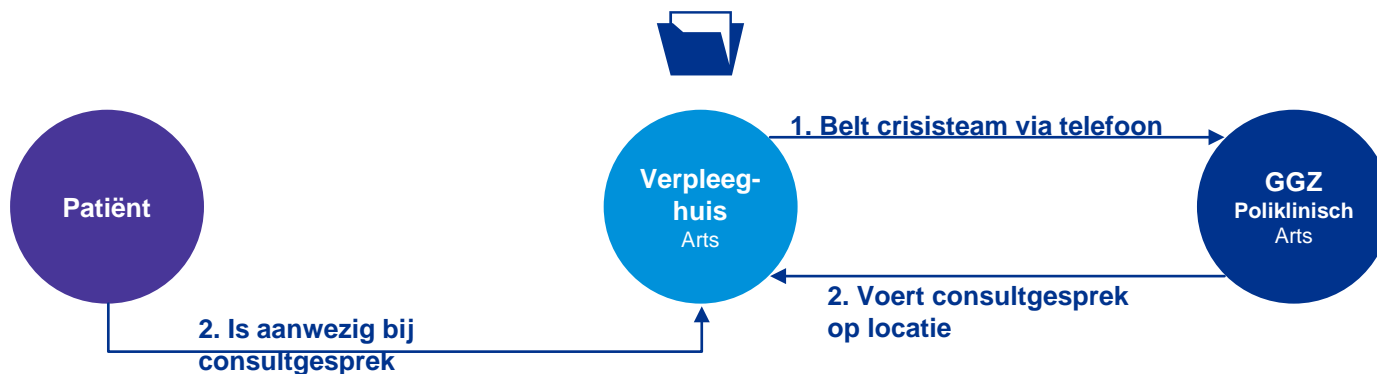 1. Belt crisisteam via telefoon
Patiënt
Verpleeg-
huis
Arts
GGZ
Poliklinisch
Arts
2. Voert consultgesprek
op locatie
2. Is aanwezig bij
consultgesprek